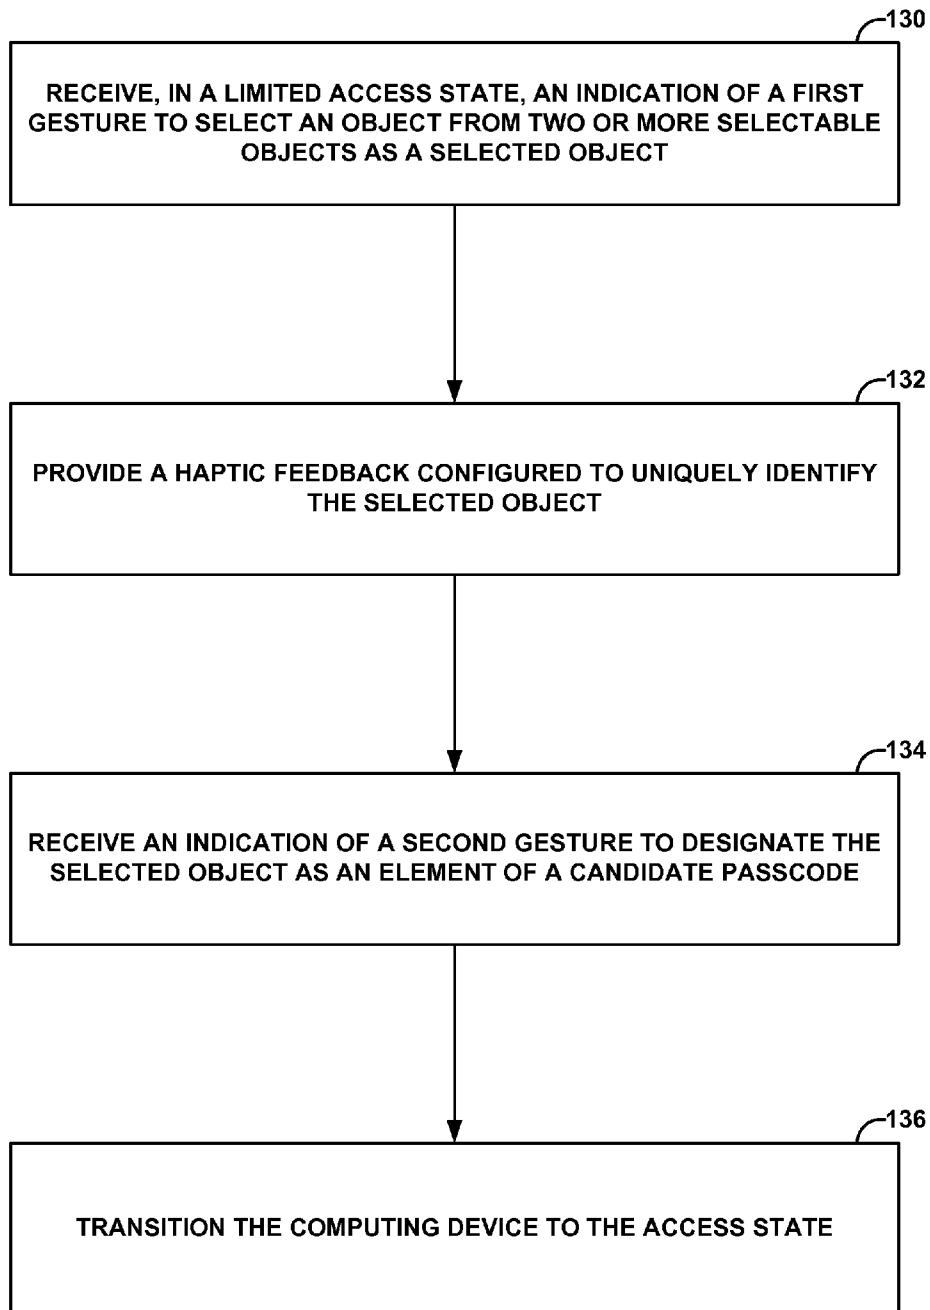 130
RECEIVE, IN A LIMITED ACCESS STATE, AN INDICATION OF A FIRST
GESTURE TO SELECT AN OBJECT FROM TWO OR MORE SELECTABLE
OBJECTS AS A SELECTED OBJECT
132
PROVIDE A HAPTIC FEEDBACK CONFIGURED TO UNIQUELY IDENTIFY
THE SELECTED OBJECT
134
RECEIVE AN INDICATION OF A SECOND GESTURE TO DESIGNATE THE
SELECTED OBJECT AS AN ELEMENT OF A CANDIDATE PASSCODE
136
TRANSITION THE COMPUTING DEVICE TO THE ACCESS STATE